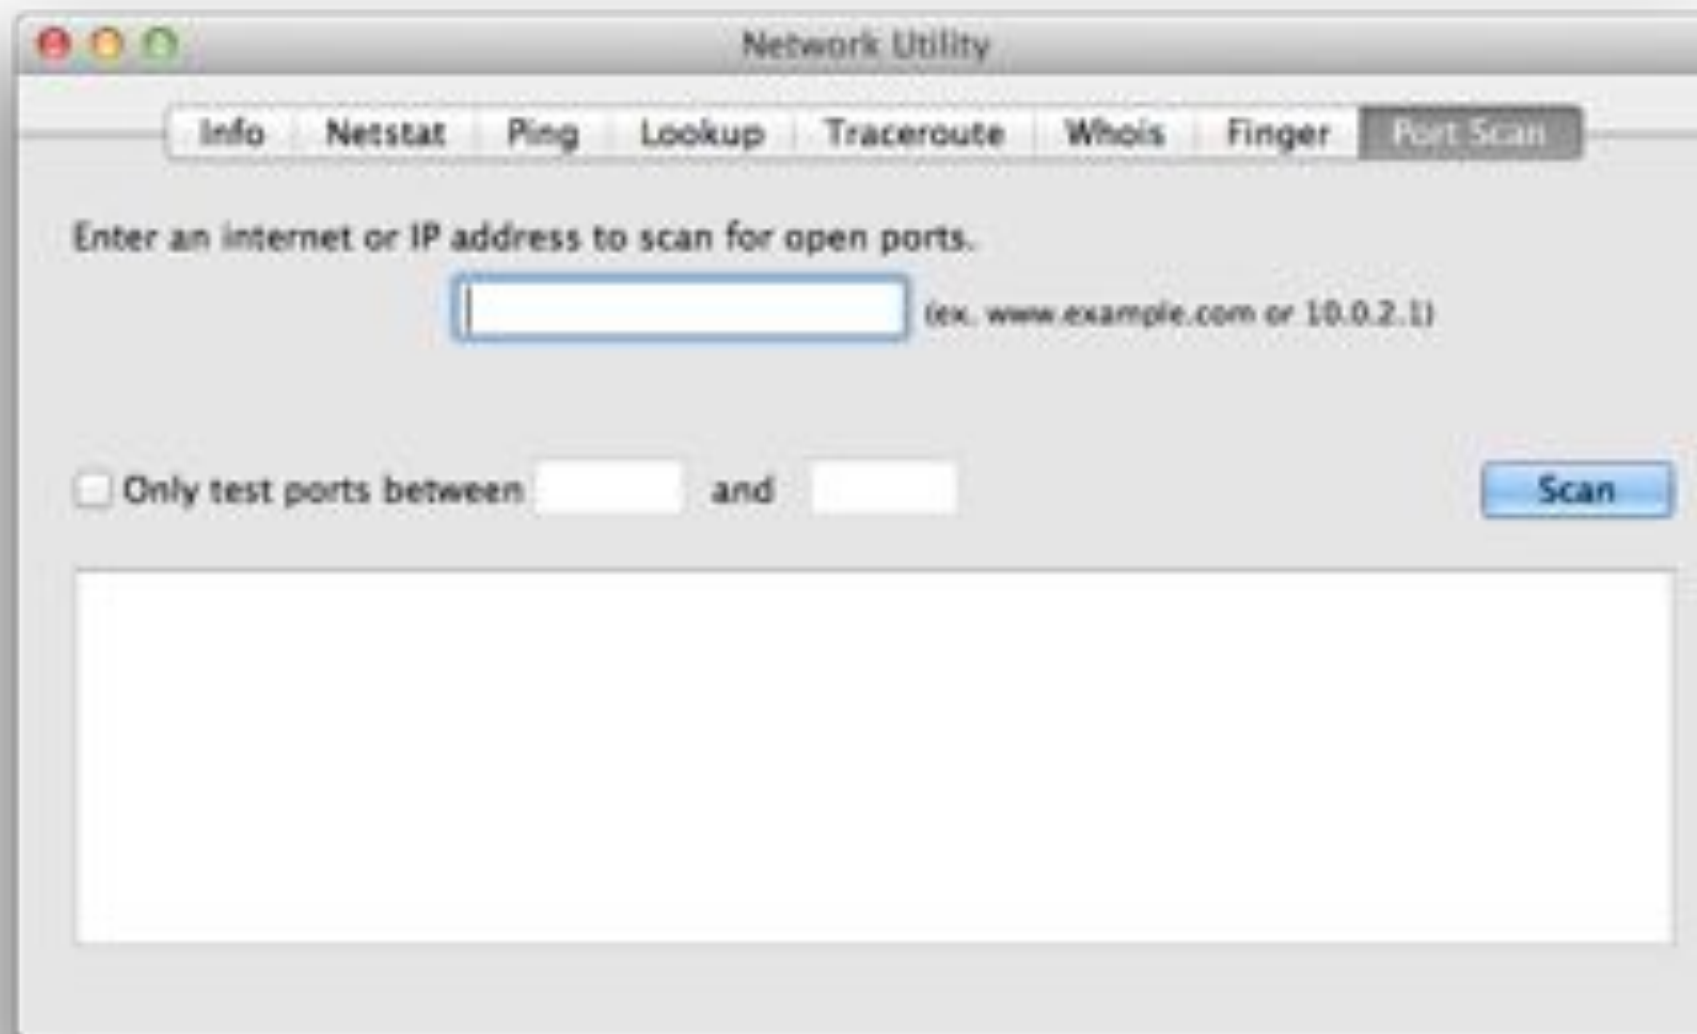 Network Utility
Info Netstat Ping Lookup Traceroute Whois Finger Port Scan
Enter an internet or IP address to scan for open ports.
(ex. www.example.com or 10.0.2.1)
Only test ports between and
Scan